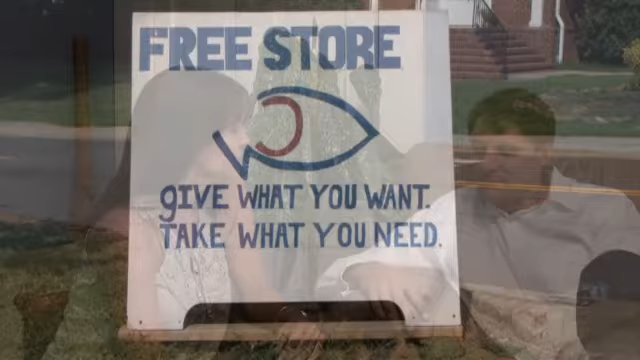 FREE STORE
gIVE WHAT YOU WANT.
TAKE WHAT YOU NEED.